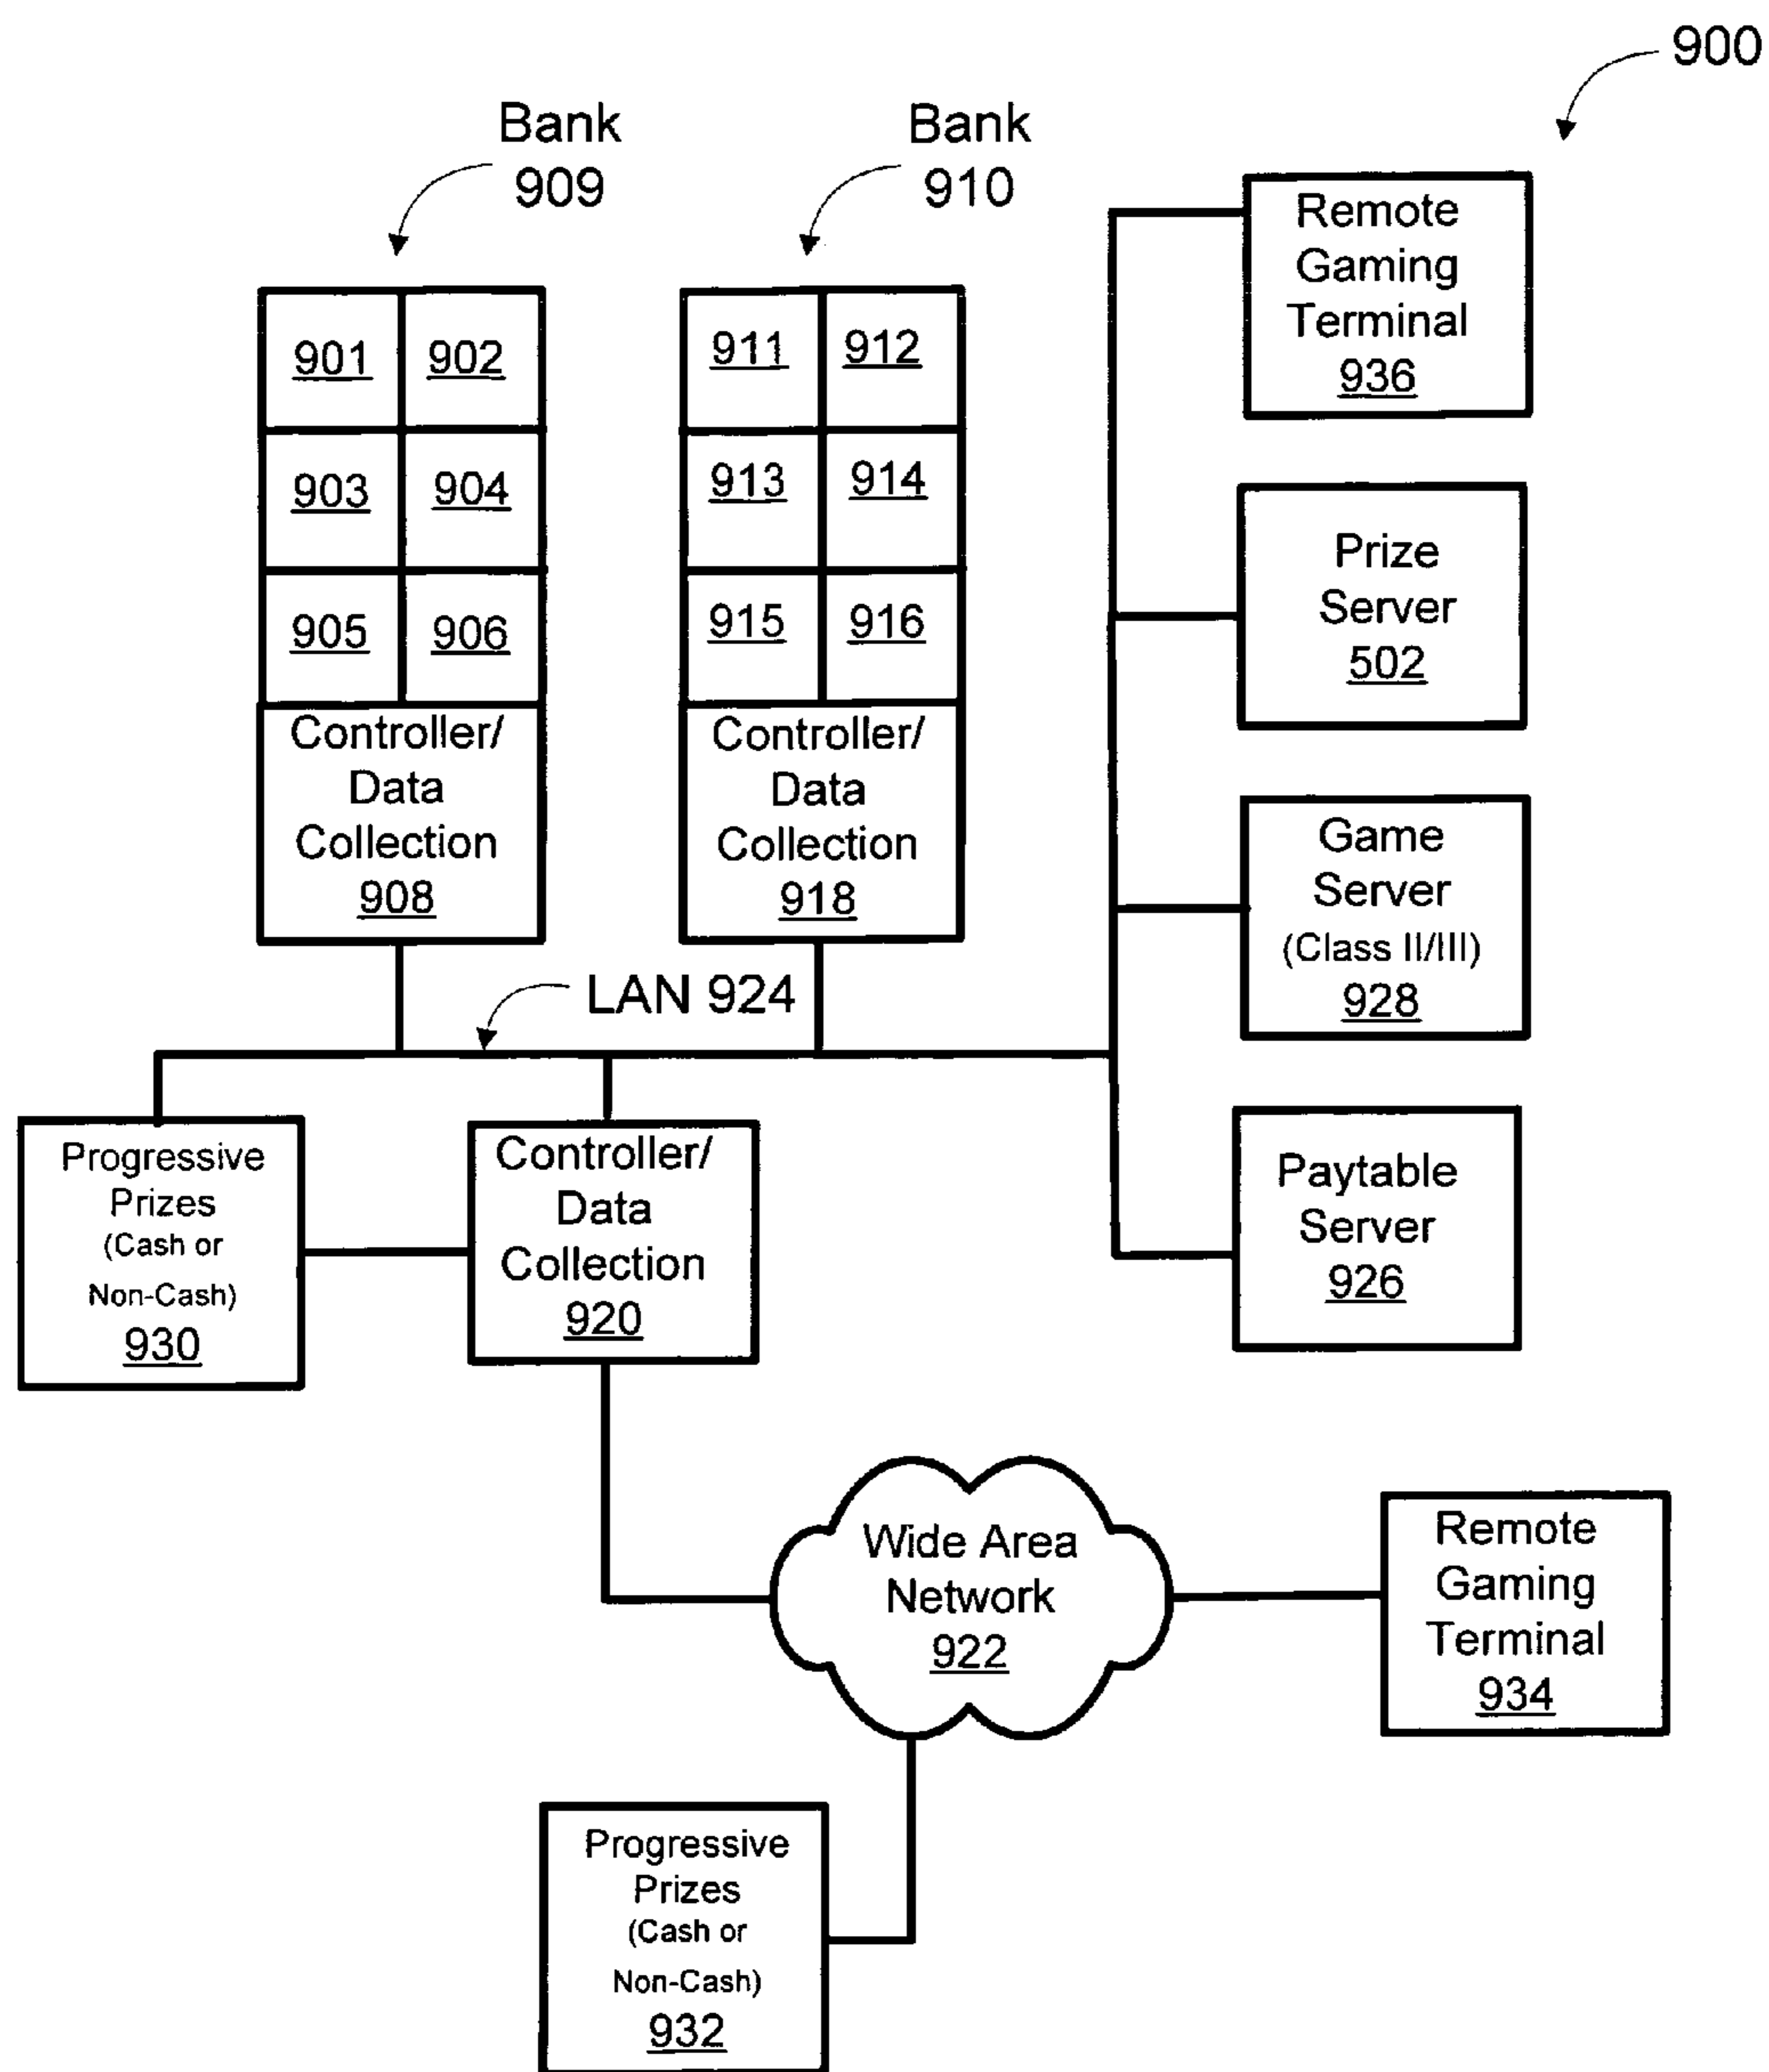 900
Bank
909
Bank
910
901 902
903 904
905 906
Controller/
Data
Collection
908
911 912
913 914
915 916
Controller/
Data
Collection
918
Remote
Gaming
Terminal
936
Prize
Server
502
Game
Server
(Class II/III)
928
Paytable
Server
926
LAN 924
Progressive
Prizes
(Cash or
Non-Cash)
930
Controller/
Data
Collection
920
Wide Area
Network
922
Remote
Gaming
Terminal
934
Progressive
Prizes
(Cash or
Non-Cash)
932